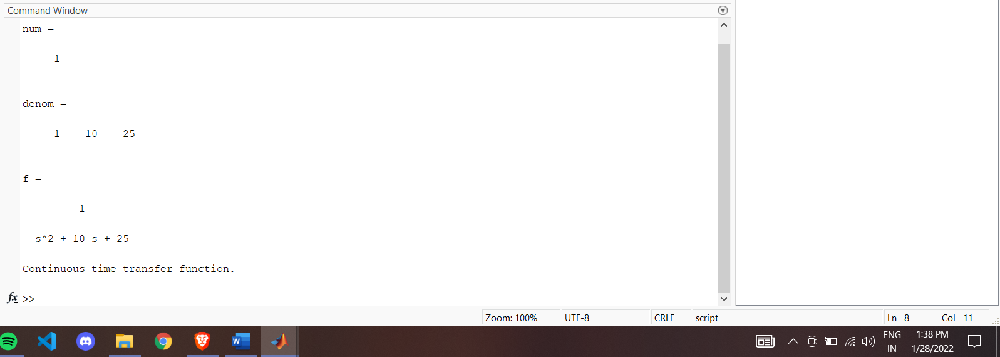 Command Window
num =
1
denom =
1 10 25
f =
1
---------------
s^2 + 10 s + 25
Continuous-time transfer function.
fx >>
Zoom: 100% UTF-8 CRLF script Ln 8 Col 11
W
ENG 1:38 PM
IN 1/28/2022